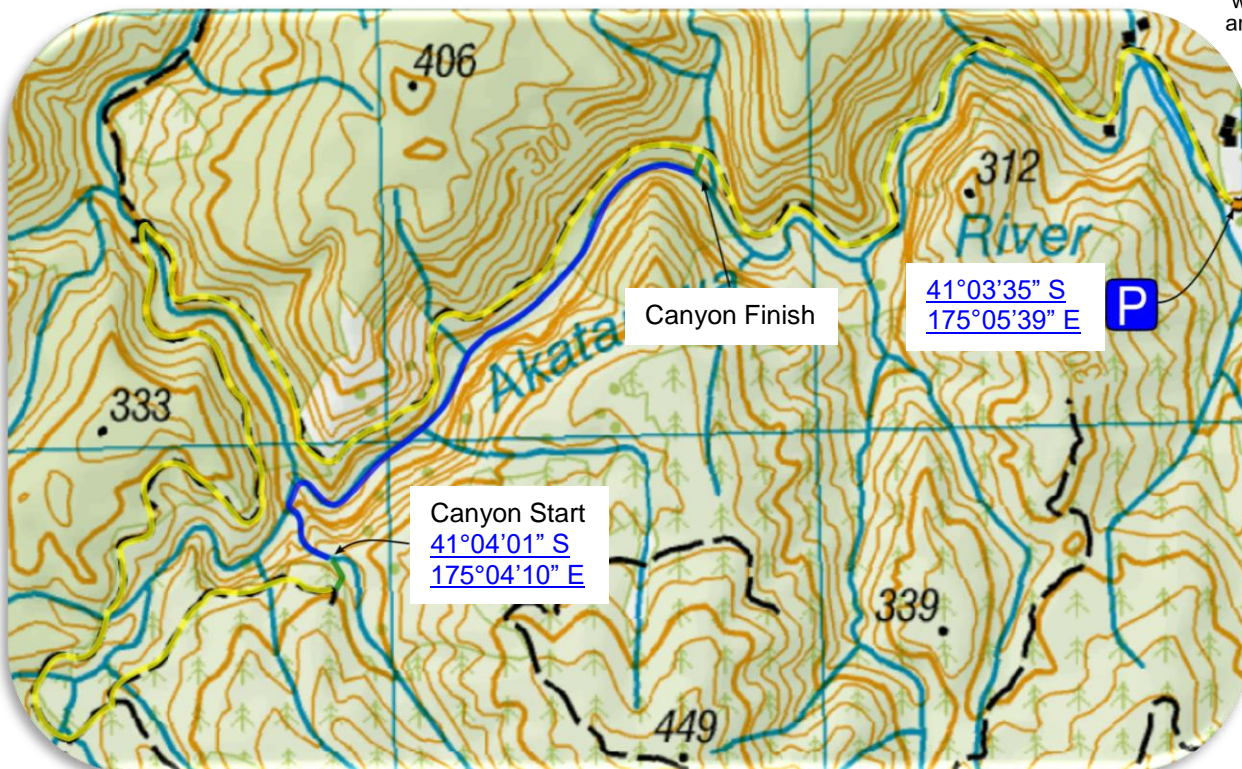 406
300
312
River
41°03’35” S
175°05’39” E
P
Canyon Finish
Akata
333
Canyon Start
41°04’01” S
175°04’10” E
339
449